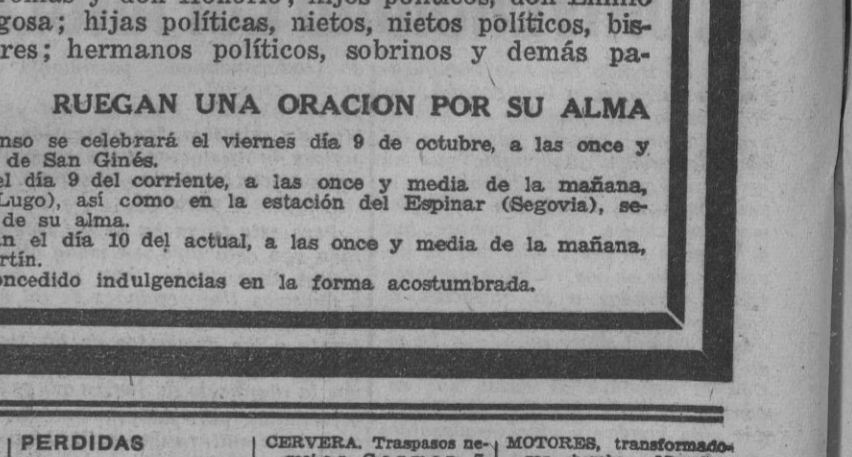 gosa; hijas políticas, nietos, nietos políticos, bis-
res; hermanos políticos, sobrinos y demás pa-
RUEGAN UNA ORACION POR SU ALMA
nso se celebrará el viernes día 9 de octubre, a las once y
de San Ginés.
el día 9 del corriente, a las once y media de la mañana,
Lugo), así como en la estación del Espinar (Segovia), se-
de su alma.
n el día 10 del actual, a las once y media de la mañana,
rtín.
oncedido indulgencias en la forma acostumbrada.
PERDIDAS
CERVERA. Traspasos ne-
MOTORES, transformado-